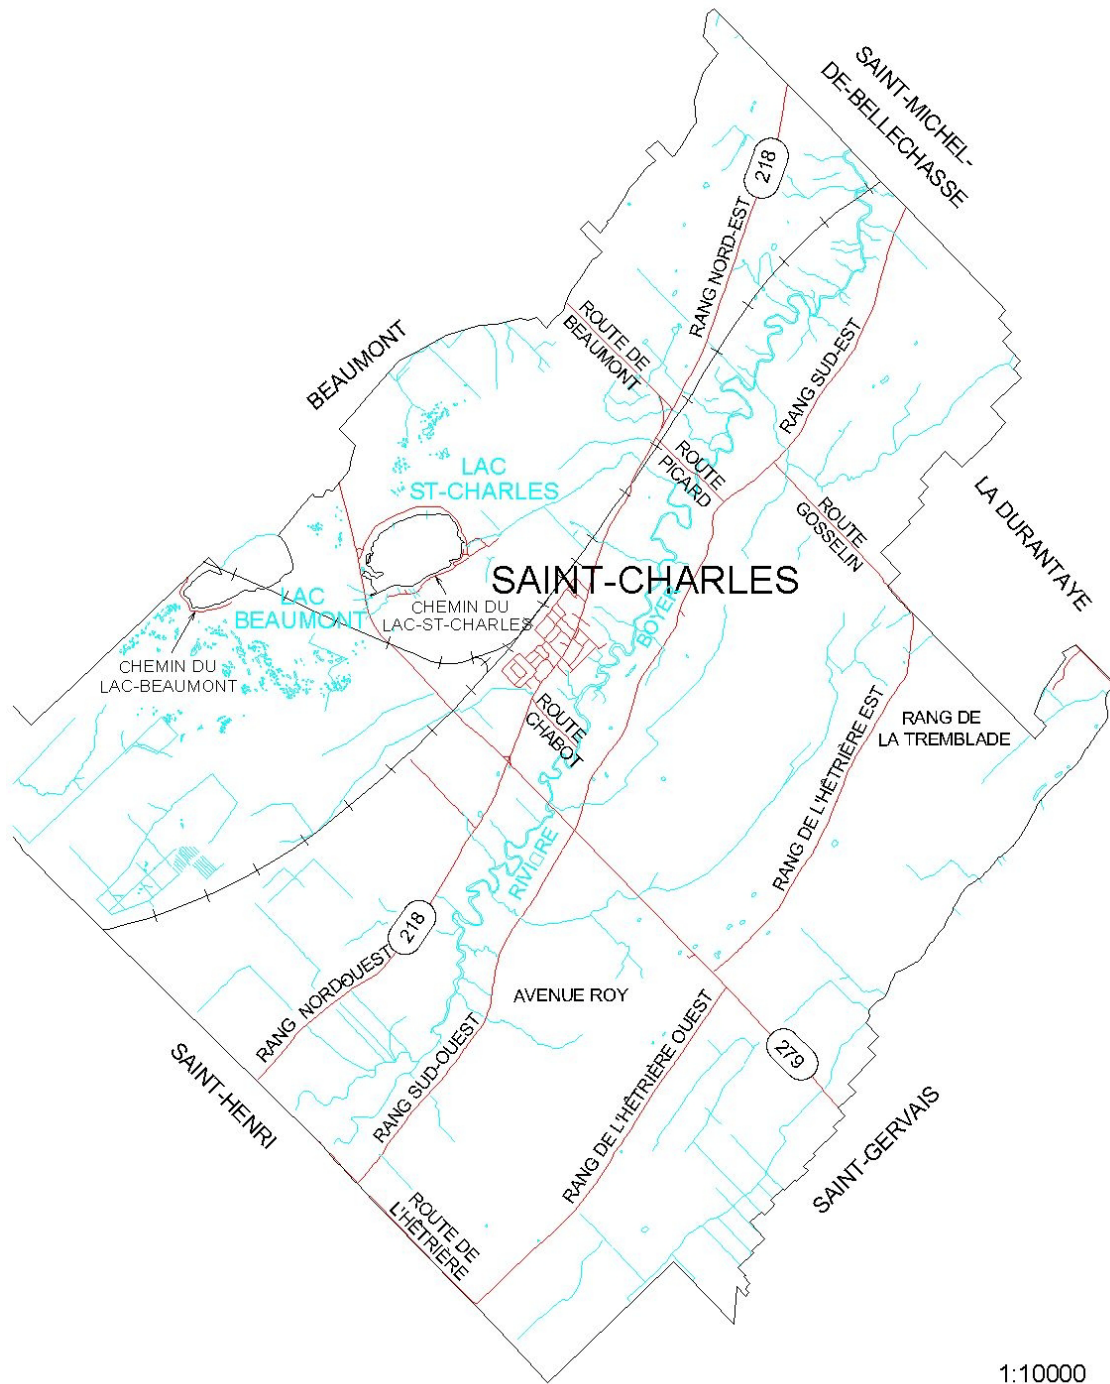 SAINT-MICHEL-
DE-BELLECHASSE
218
RANG NORD-EST
ROUTE DE
BEAUMONT
BEAUMONT
RANG SUD-EST
LAC
ST-CHARLES
ROUTE
PICARD
ROUTE
GOSSELIN
LA DURANTAYE
SAINT-CHARLES
CHEMIN DU
LAC-ST-CHARLES
LAC
BEAUMONT
BOYER
CHEMIN DU
LAC-BEAUMONT
ROUTE
CHABOT
RANG DE
LA TREMBLADE
RANG DE L'HÊTRIÈRE EST
RIVI□RE
218
RANG NORD-OUEST
AVENUE ROY
RANG SUD-OUEST
RANG DE L'HÊTRIÈRE OUEST
279
SAINT-HENRI
SAINT-GERVAIS
ROUTE DE
L'HÊTRIÈRE
1:10000